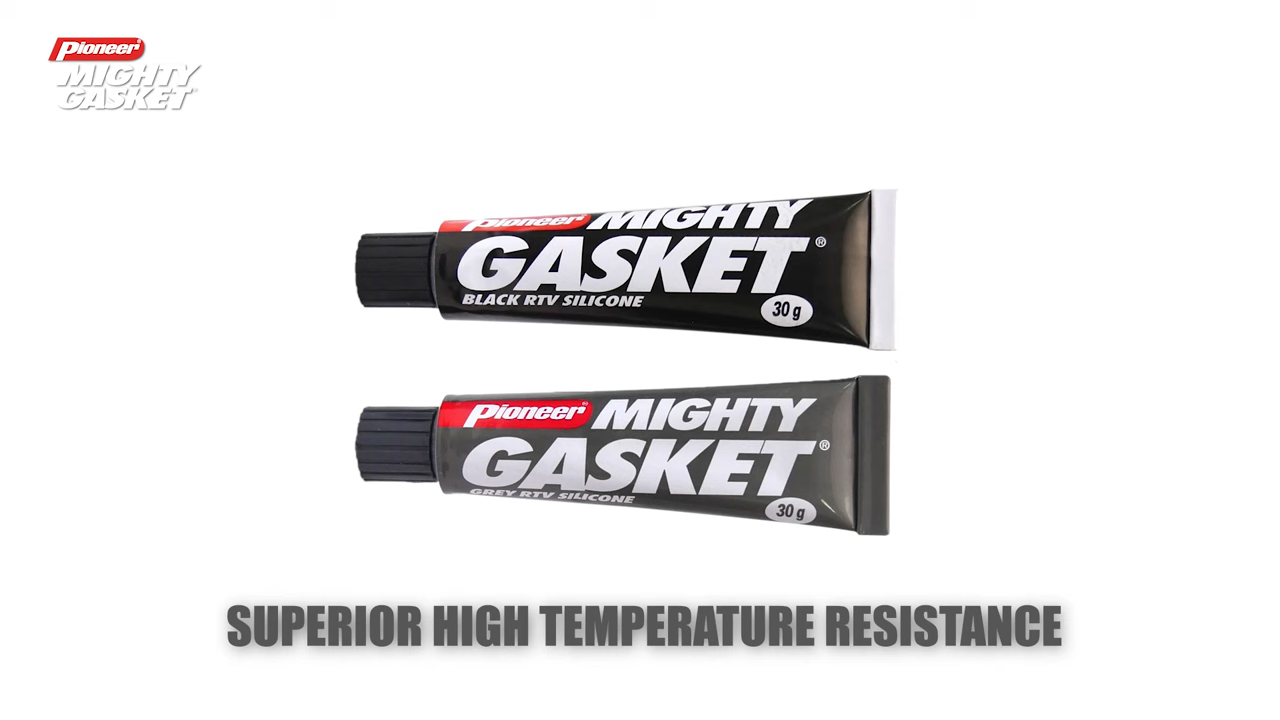 Pioneer
MIGHTY
GASKET
Pioneer MIGHTY
GASKET®
BLACK RTV SILICONE
30 g
Pioneer® MIGHTY
GASKET®
GREY RTV SILICONE
30 g
SUPERIOR HIGH TEMPERATURE RESISTANCE